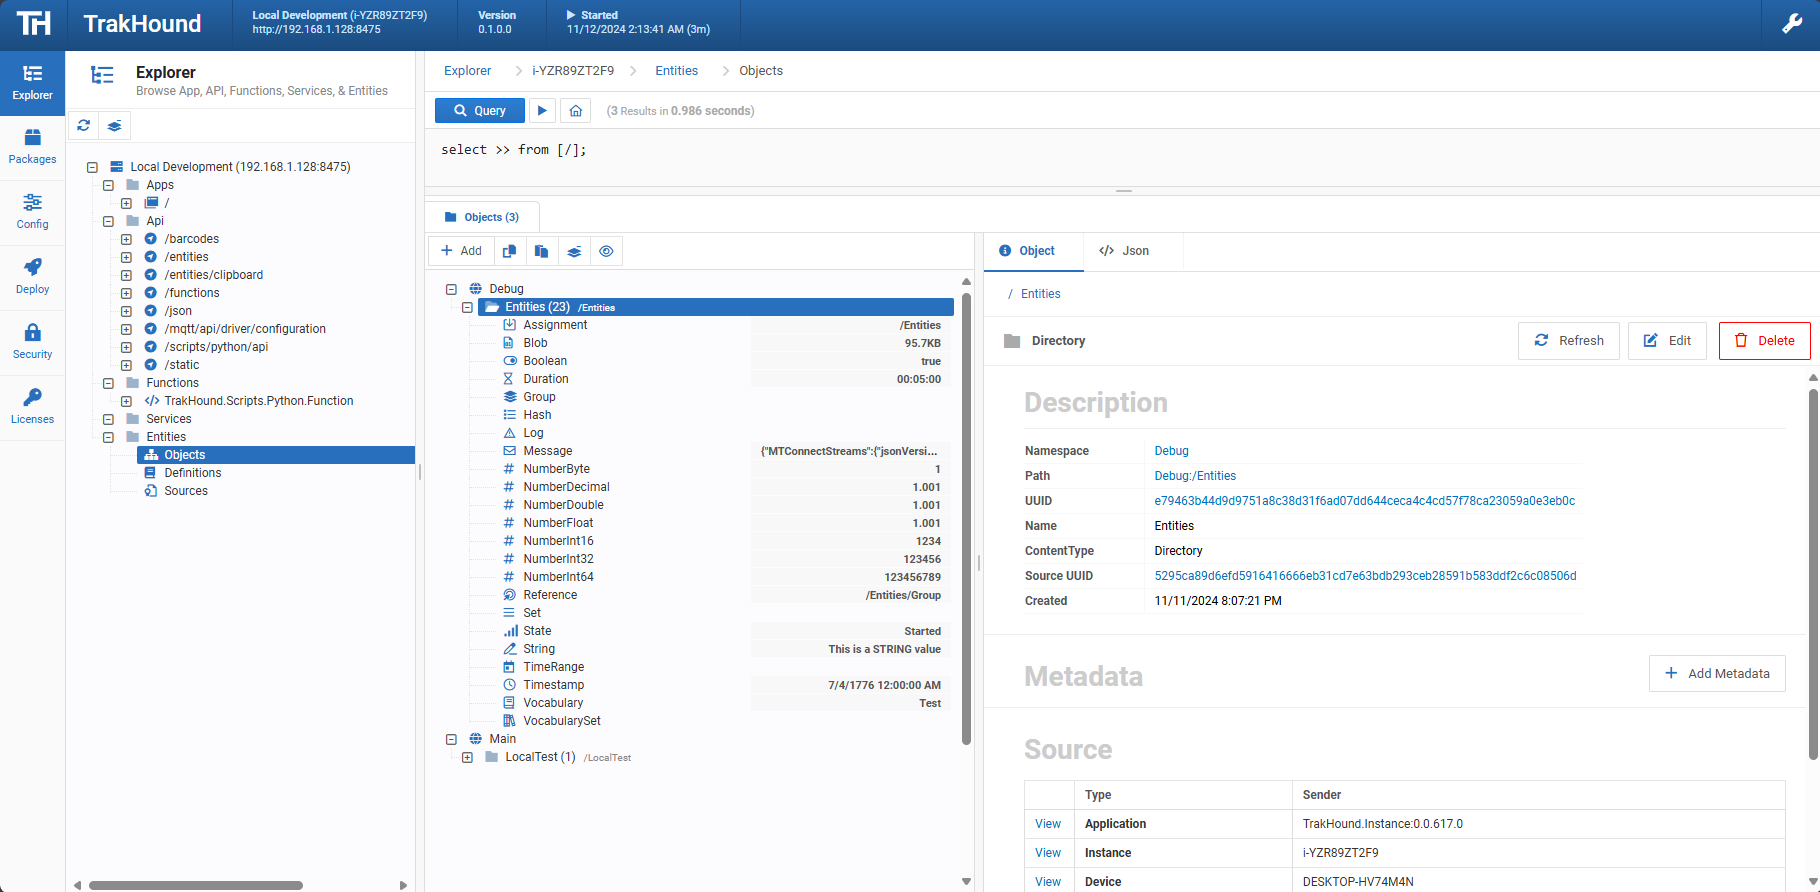 TH TrakHound
Local Development (i-YZR89ZT2F9)
http://192.168.1.128:8475
Version
0.1.0.0
Started
11/12/2024 2:13:41 AM (3m)
Explorer
Packages
Config
Deploy
Security
Licenses
Explorer
Browse App, API, Functions, Services, & Entities
Local Development (192.168.1.128:8475)
Apps
/
Api
/barcodes
/entities
/entities/clipboard
/functions
/json
/mqtt/api/driver/configuration
/scripts/python/api
/static
Functions
TrakHound.Scripts.Python.Function
Services
Entities
Objects
Definitions
Sources
Explorer > i-YZR89ZT2F9 > Entities > Objects
Query (3 Results in 0.986 seconds)
select >> from [/];
Objects (3)
Add
Debug
Entities (23) /Entities
Assignment /Entities
Blob 95.7KB
Boolean true
Duration 00:05:00
Group
Hash
Log
Message {"MTConnectStreams":{"jsonVersi...
NumberByte 1
NumberDecimal 1.001
NumberDouble 1.001
NumberFloat 1.001
NumberInt16 1234
NumberInt32 123456
NumberInt64 123456789
Reference /Entities/Group
Set
State Started
String This is a STRING value
TimeRange
Timestamp 7/4/1776 12:00:00 AM
Vocabulary Test
VocabularySet
Main
LocalTest (1) /LocalTest
Object </> Json
/ Entities
Directory Refresh Edit Delete
Description
Namespace Debug
Path Debug:/Entities
UUID e79463b44d9d9751a8c38d31f6ad07dd644ceca4c4cd57f78ca23059a0e3eb0c
Name Entities
ContentType Directory
Source UUID 5295ca89d6efd5916416666eb31cd7e63bdb293ceb28591b583ddf2c6c08506d
Created 11/11/2024 8:07:21 PM
Metadata Add Metadata
Source
Type Sender
View Application TrakHound.Instance:0.0.617.0
View Instance i-YZR89ZT2F9
View Device DESKTOP-HV74M4N